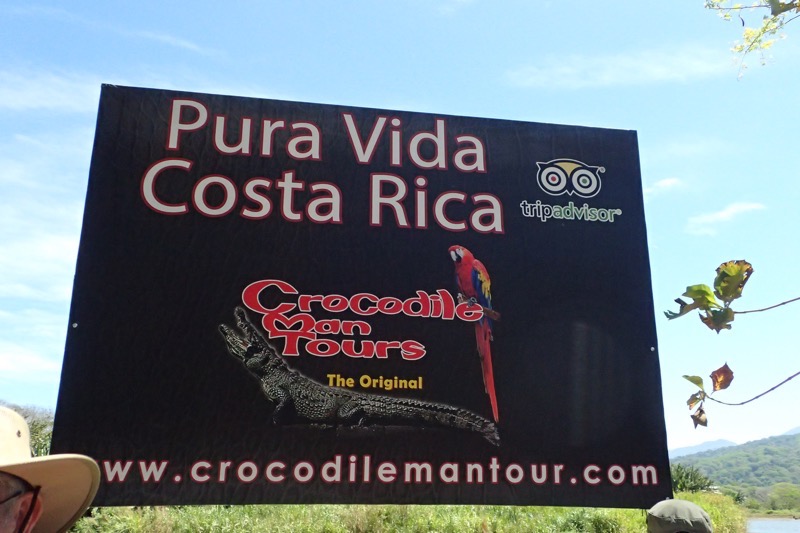 Pura Vida
Costa Rica
tripadvisor®
Crocodile
Man
Tours
The Original
www.crocodilemantour.com